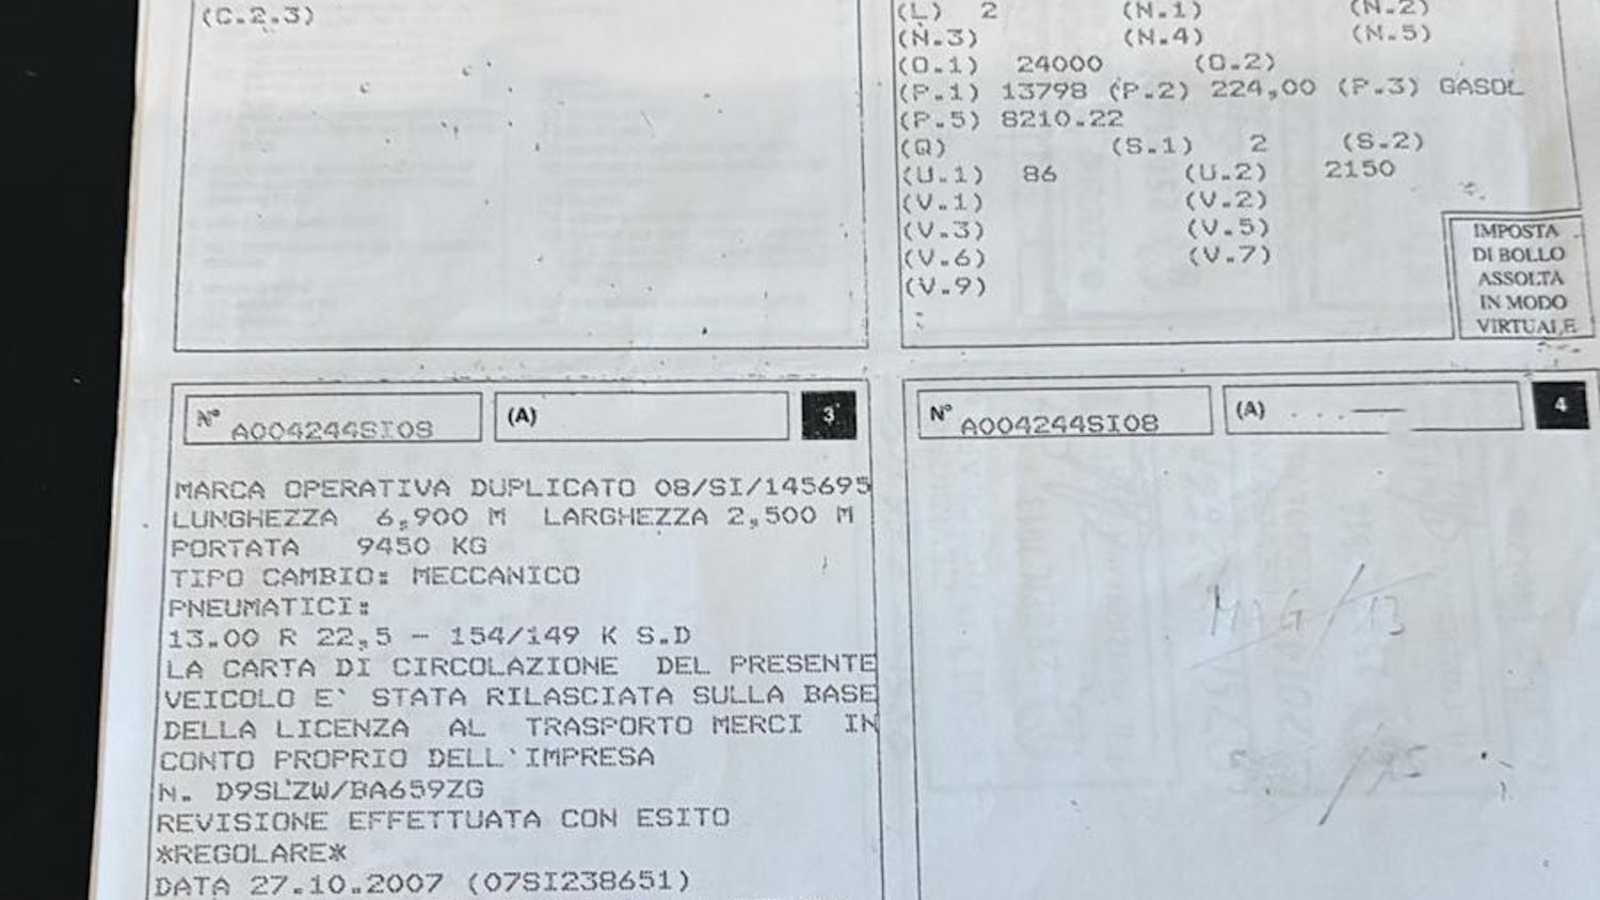 (C.2.3)
(L) 2 (N.1) (N.2)
(N.3) (N.4) (N.5)
(O.1) 24000 (O.2)
(P.1) 13798 (P.2) 224,00 (P.3) GASOL
(P.5) 8210.22
(Q) (S.1) 2 (S.2)
(U.1) 86 (U.2) 2150
(V.1) (V.2)
(V.3) (V.5)
(V.6) (V.7)
(V.9)
IMPOSTA
DI BOLLO
ASSOLTA
IN MODO
VIRTUALE
N° A004244SI08 (A) 3
MARCA OPERATIVA DUPLICATO 08/SI/145695
LUNGHEZZA 6,900 M LARGHEZZA 2,500 M
PORTATA 9450 KG
TIPO CAMBIO: MECCANICO
PNEUMATICI:
13.00 R 22,5 - 154/149 K S.D
LA CARTA DI CIRCOLAZIONE DEL PRESENTE
VEICOLO E` STATA RILASCIATA SULLA BASE
DELLA LICENZA AL TRASPORTO MERCI IN
CONTO PROPRIO DELL'IMPRESA
N. D9SLZW/BA659ZG
REVISIONE EFFETTUATA CON ESITO
*REGOLARE*
DATA 27.10.2007 (07SI238651)
N° A004244SI08 (A) 4
MAG/13